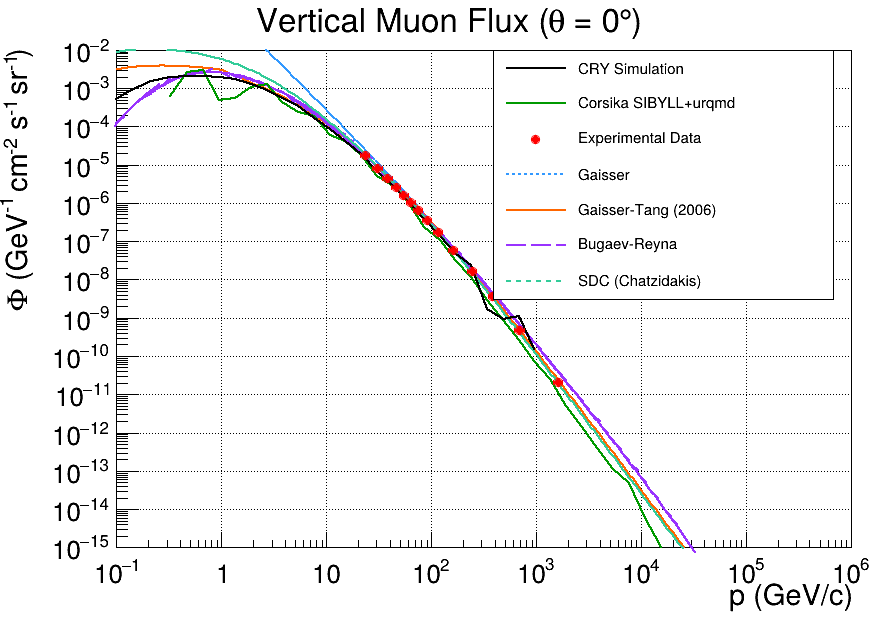 Vertical Muon Flux (θ = 0°)
Φ (GeV⁻¹ cm⁻² s⁻¹ sr⁻¹)
10⁻²
10⁻³
10⁻⁴
10⁻⁵
10⁻⁶
10⁻⁷
10⁻⁸
10⁻⁹
10⁻¹⁰
10⁻¹¹
10⁻¹²
10⁻¹³
10⁻¹⁴
10⁻¹⁵
CRY Simulation
Corsika SIBYLL+urqmd
Experimental Data
Gaisser
Gaisser-Tang (2006)
Bugaev-Reyna
SDC (Chatzidakis)
10⁻¹ 1 10 10² 10³ 10⁴ 10⁵ 10⁶
p (GeV/c)